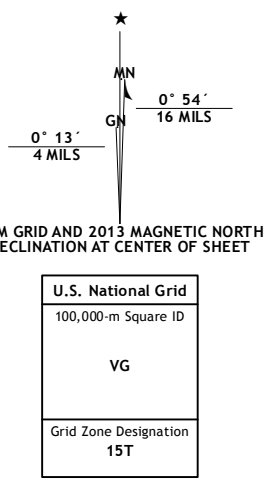 ★
MN
0° 54´
16 MILS
GN
0° 13´
4 MILS
M GRID AND 2013 MAGNETIC NORTH
ECLINATION AT CENTER OF SHEET
U.S. National Grid
100,000-m Square ID
VG
Grid Zone Designation
15T